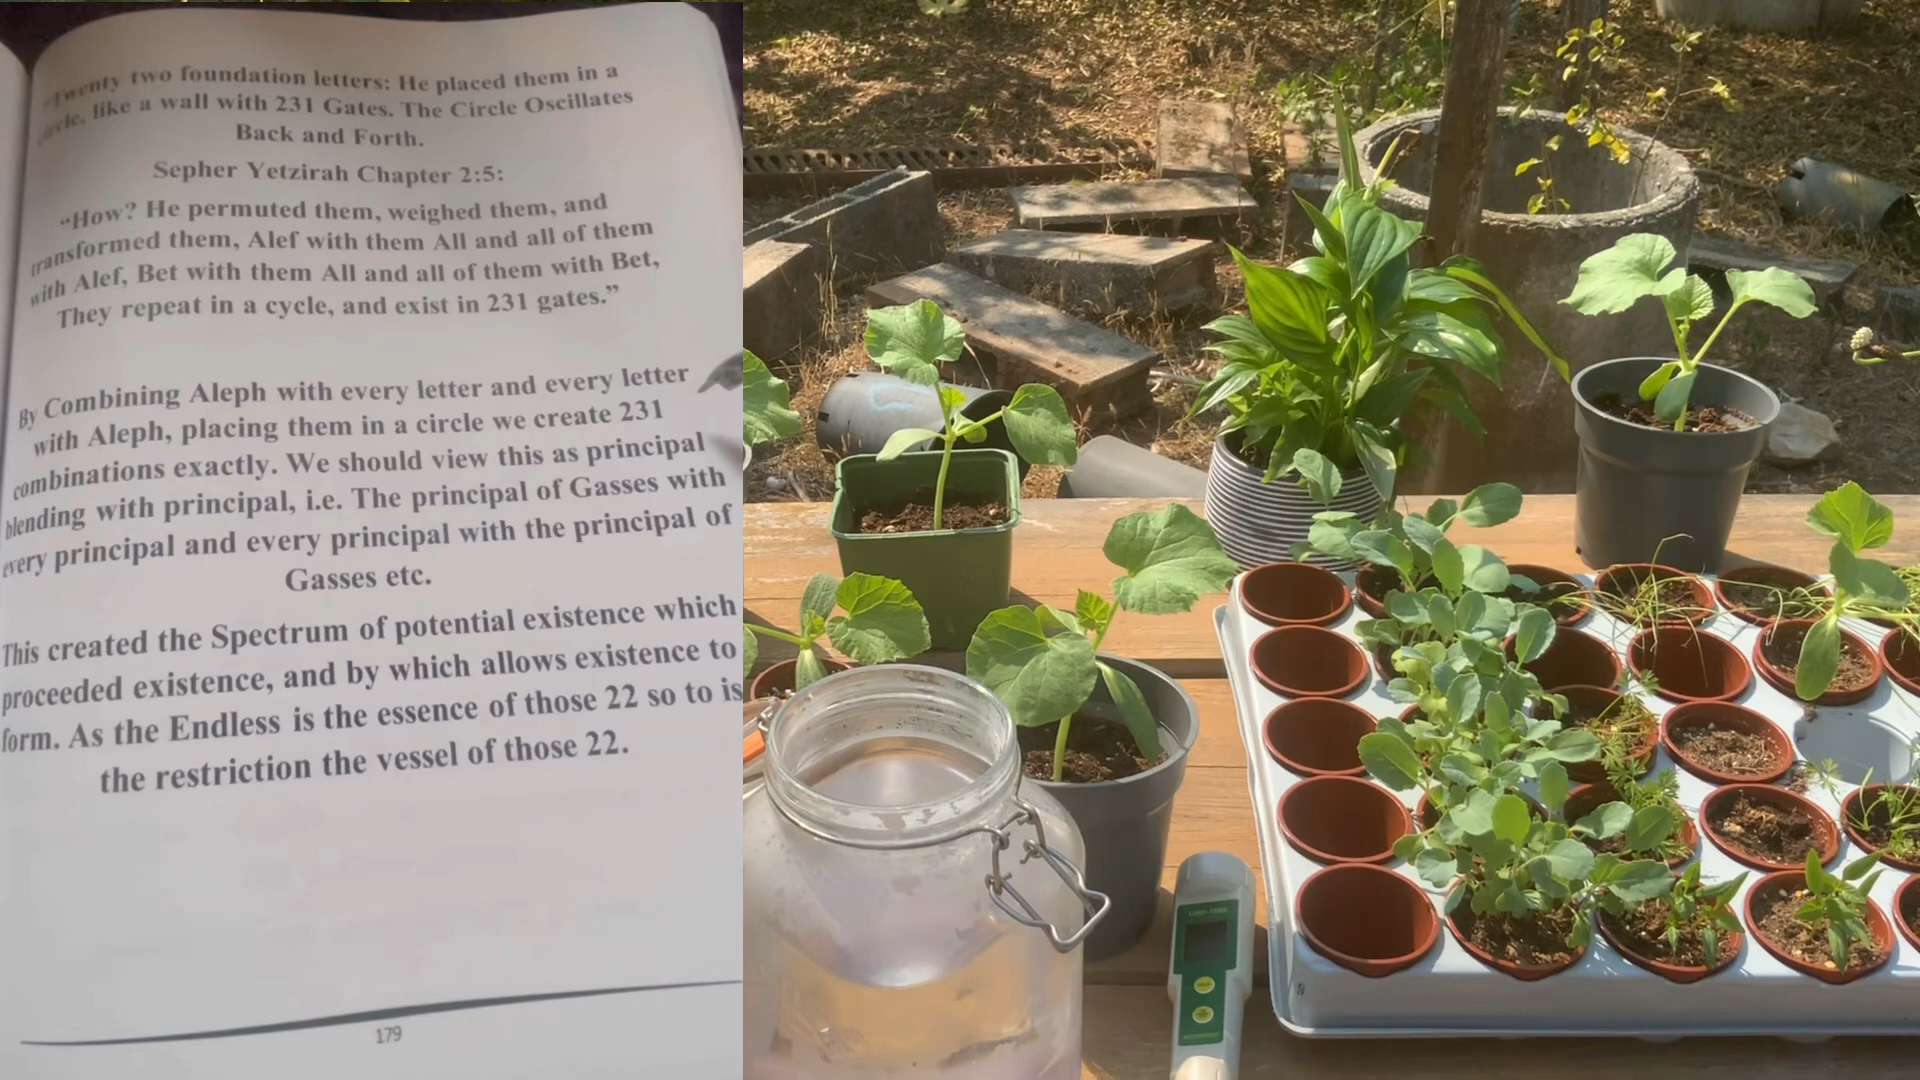 "Twenty two foundation letters: He placed them in a
circle, like a wall with 231 Gates. The Circle Oscillates
Back and Forth.
Sepher Yetzirah Chapter 2:5:
"How? He permuted them, weighed them, and
transformed them, Alef with them All and all of them
with Alef, Bet with them All and all of them with Bet,
They repeat in a cycle, and exist in 231 gates."
By Combining Aleph with every letter and every letter
with Aleph, placing them in a circle we create 231
combinations exactly. We should view this as principal
blending with principal, i.e. The principal of Gasses with
every principal and every principal with the principal of
Gasses etc.
This created the Spectrum of potential existence which
proceeded existence, and by which allows existence to
form. As the Endless is the essence of those 22 so to is
the restriction the vessel of those 22.
179